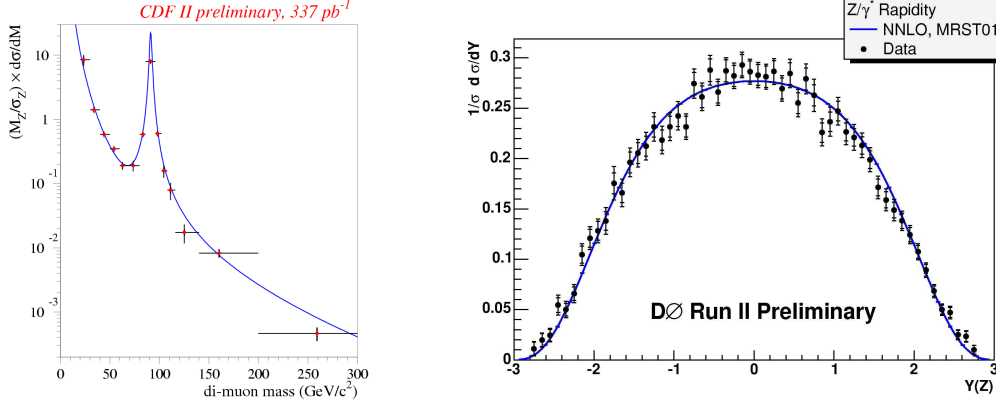 CDF II preliminary, 337 pb-1
(MZ/σZ) × dσ/dM
10
1
10-1
10-2
10-3
0 50 100 150 200 250 300
di-muon mass (GeV/c2)
Z/γ* Rapidity
NNLO, MRST01
Data
1/σ d σ/dY
0.3
0.25
0.2
0.15
0.1
0.05
0
-3 -2 -1 0 1 2 3
DØ Run II Preliminary
Y(Z)